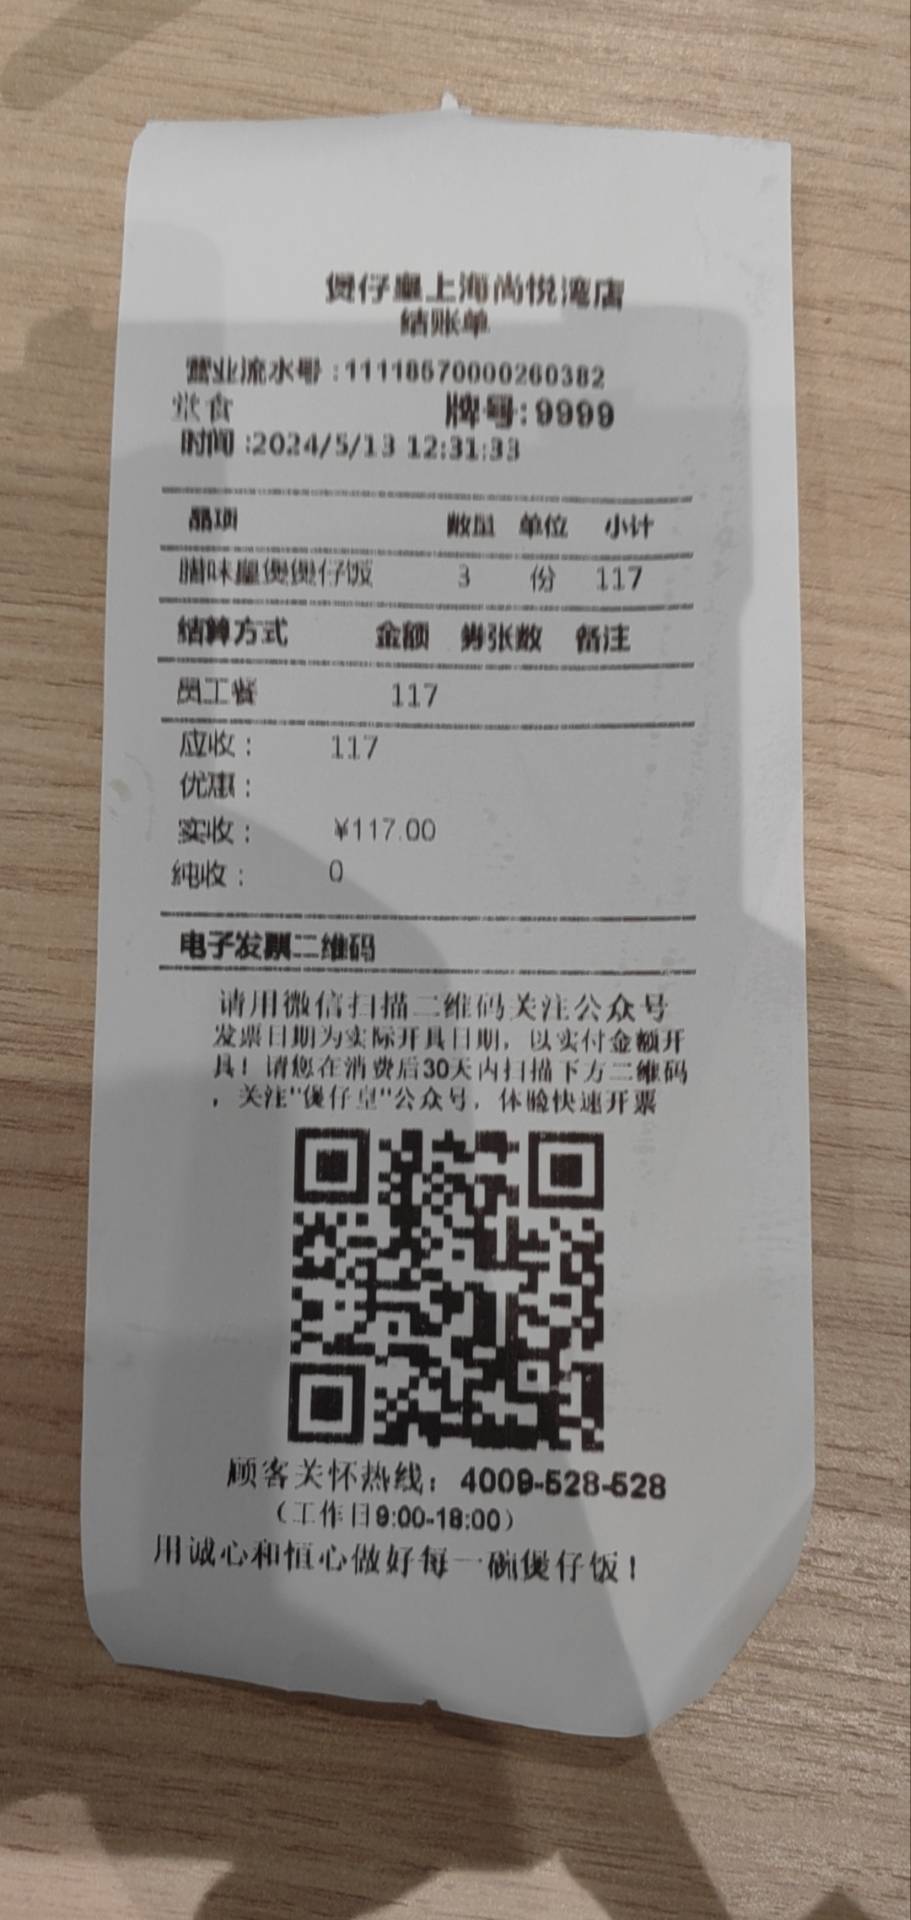 煲仔皇上海尚悦湾店
结账单
营业流水号:11118570000260382
堂食 牌号:9999
时间:2024/5/13 12:31:33
品项 数量 单位 小计
腊味皇煲煲仔饭 3 份 117
结算方式 金额 券张数 备注
员工餐 117
应收: 117
优惠:
实收: ¥117.00
纯收: 0
电子发票二维码
请用微信扫描二维码关注公众号
发票日期为实际开具日期，以实付金额开
具！请您在消费后30天内扫描下方二维码
，关注"煲仔皇"公众号，体验快速开票
顾客关怀热线：4009-528-528
（工作日9:00-18:00）
用诚心和恒心做好每一碗煲仔饭！